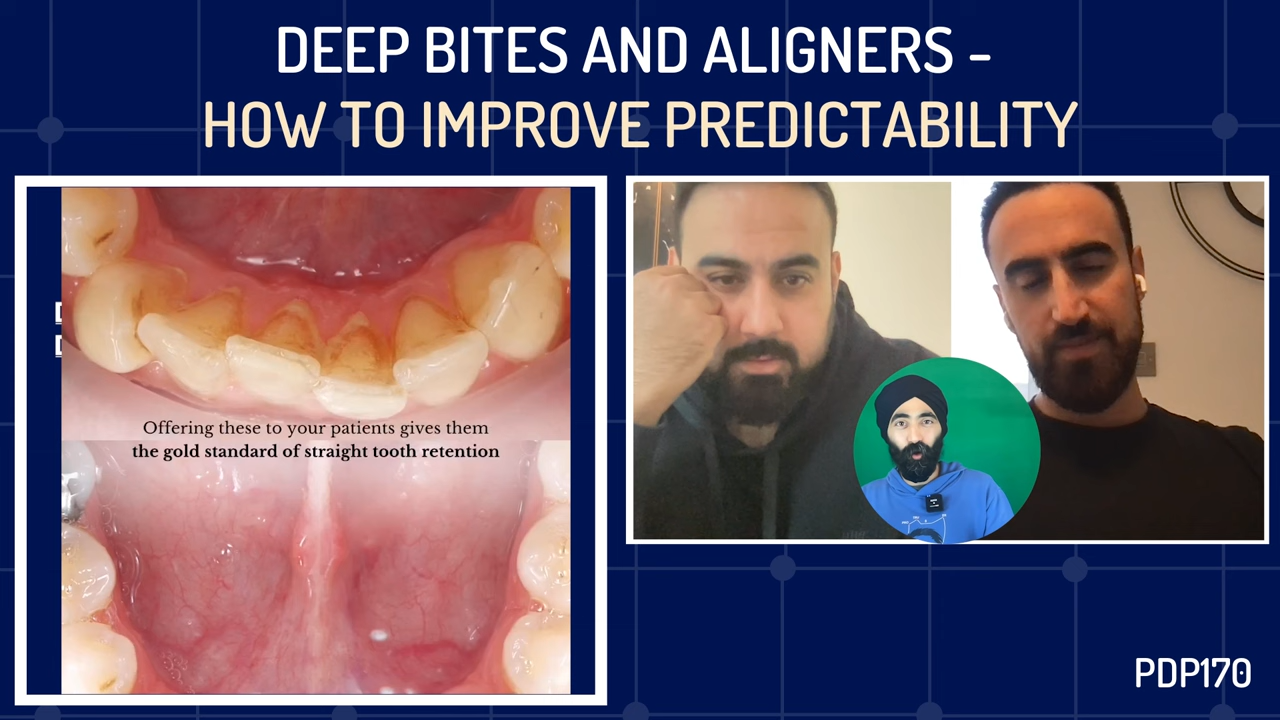 DEEP BITES AND ALIGNERS -
HOW TO IMPROVE PREDICTABILITY
Offering these to your patients gives them
the gold standard of straight tooth retention
PDP170